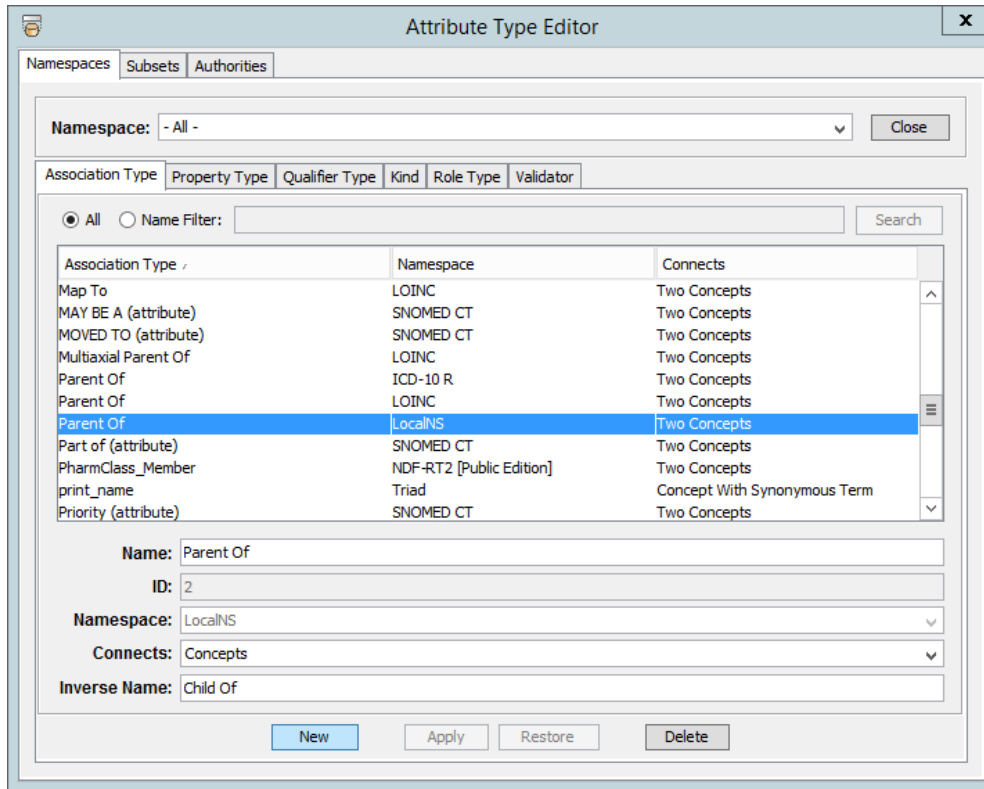 Attribute Type Editor
x
Namespaces Subsets Authorities
Namespace: - All - Close
Association Type Property Type Qualifier Type Kind Role Type Validator
All Name Filter: Search
Association Type Namespace Connects
Map To LOINC Two Concepts
MAY BE A (attribute) SNOMED CT Two Concepts
MOVED TO (attribute) SNOMED CT Two Concepts
Multiaxial Parent Of LOINC Two Concepts
Parent Of ICD-10 R Two Concepts
Parent Of LOINC Two Concepts
Parent Of LocalNS Two Concepts
Part of (attribute) SNOMED CT Two Concepts
PharmClass_Member NDF-RT2 [Public Edition] Two Concepts
print_name Triad Concept With Synonymous Term
Priority (attribute) SNOMED CT Two Concepts
Name: Parent Of
ID: 2
Namespace: LocalNS
Connects: Concepts
Inverse Name: Child Of
New Apply Restore Delete